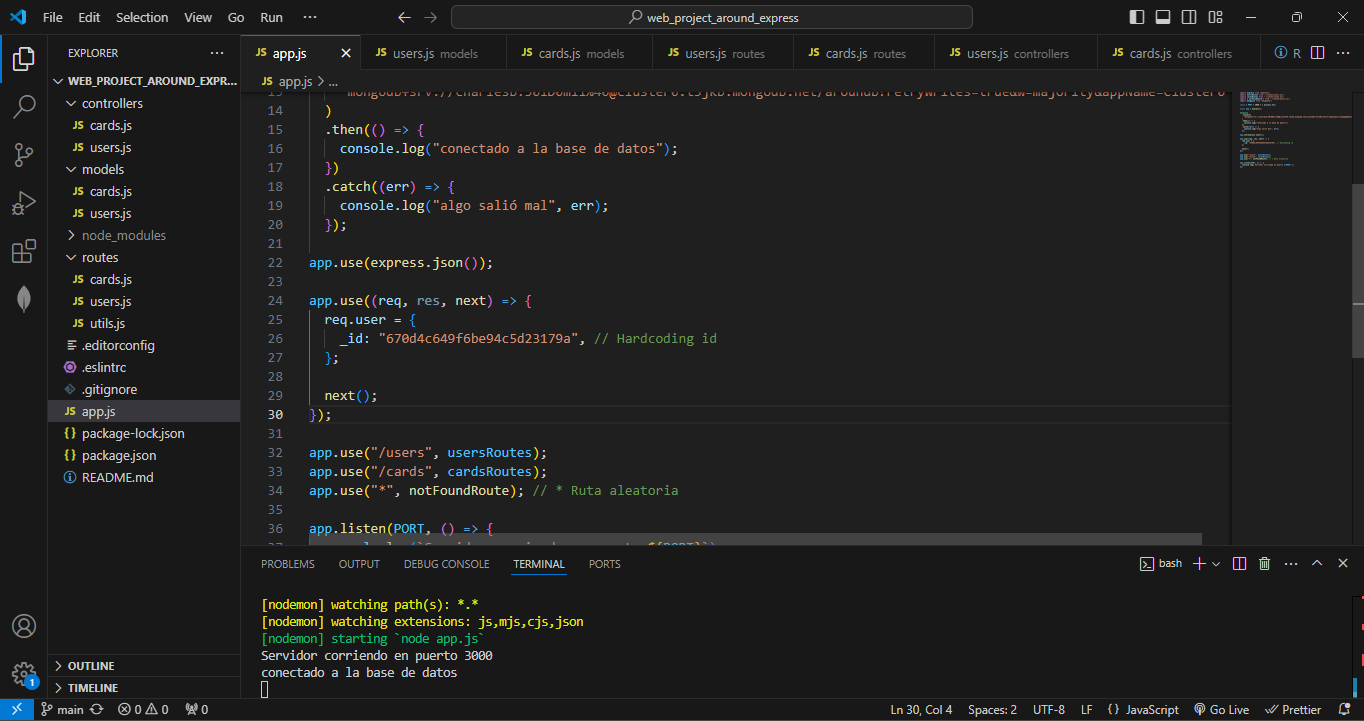 File Edit Selection View Go Run ··· web_project_around_express
EXPLORER ···
JS app.js JS users.js models JS cards.js models JS users.js routes JS cards.js routes JS users.js controllers JS cards.js controllers R ···
WEB_PROJECT_AROUND_EXPR...
JS app.js > ...
controllers
JS cards.js
JS users.js
models
JS cards.js
JS users.js
node_modules
routes
JS cards.js
JS users.js
JS utils.js
.editorconfig
.eslintrc
.gitignore
JS app.js
{} package-lock.json
{} package.json
README.md
OUTLINE
TIMELINE
14 )
15 .then(() => {
16 console.log("conectado a la base de datos");
17 })
18 .catch((err) => {
19 console.log("algo salió mal", err);
20 });
21
22 app.use(express.json());
23
24 app.use((req, res, next) => {
25 req.user = {
26 _id: "670d4c649f6be94c5d23179a", // Hardcoding id
27 };
28
29 next();
30 });
31
32 app.use("/users", usersRoutes);
33 app.use("/cards", cardsRoutes);
34 app.use("*", notFoundRoute); // * Ruta aleatoria
35
36 app.listen(PORT, () => {
PROBLEMS OUTPUT DEBUG CONSOLE TERMINAL PORTS bash ···
[nodemon] watching path(s): *.*
[nodemon] watching extensions: js,mjs,cjs,json
[nodemon] starting `node app.js`
Servidor corriendo en puerto 3000
conectado a la base de datos
1
main 0 0 0 Ln 30, Col 4 Spaces: 2 UTF-8 LF {} JavaScript Go Live Prettier